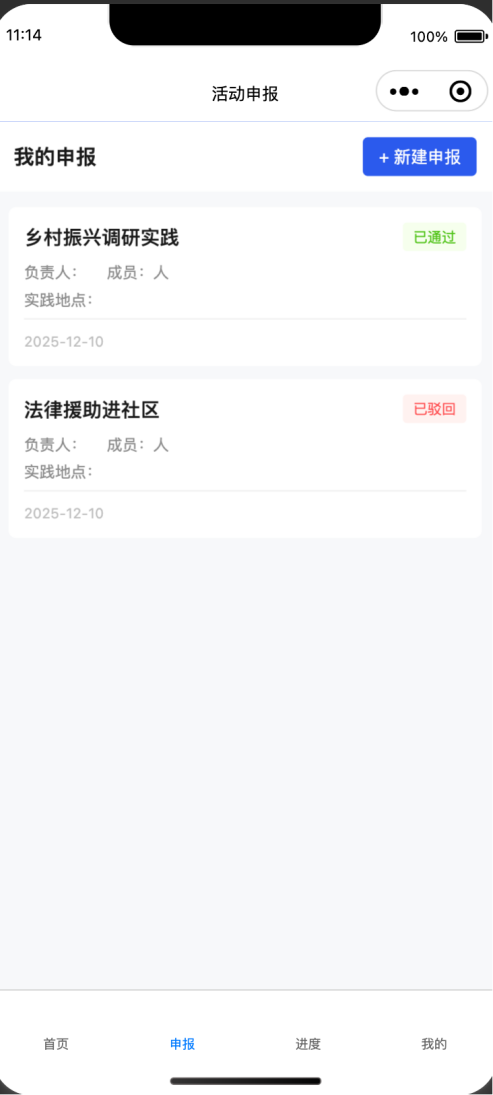 11:14
100%
活动申报
我的申报
+ 新建申报
乡村振兴调研实践
已通过
负责人： 成员：人
实践地点：
2025-12-10
法律援助进社区
已驳回
负责人： 成员：人
实践地点：
2025-12-10
首页 申报 进度 我的